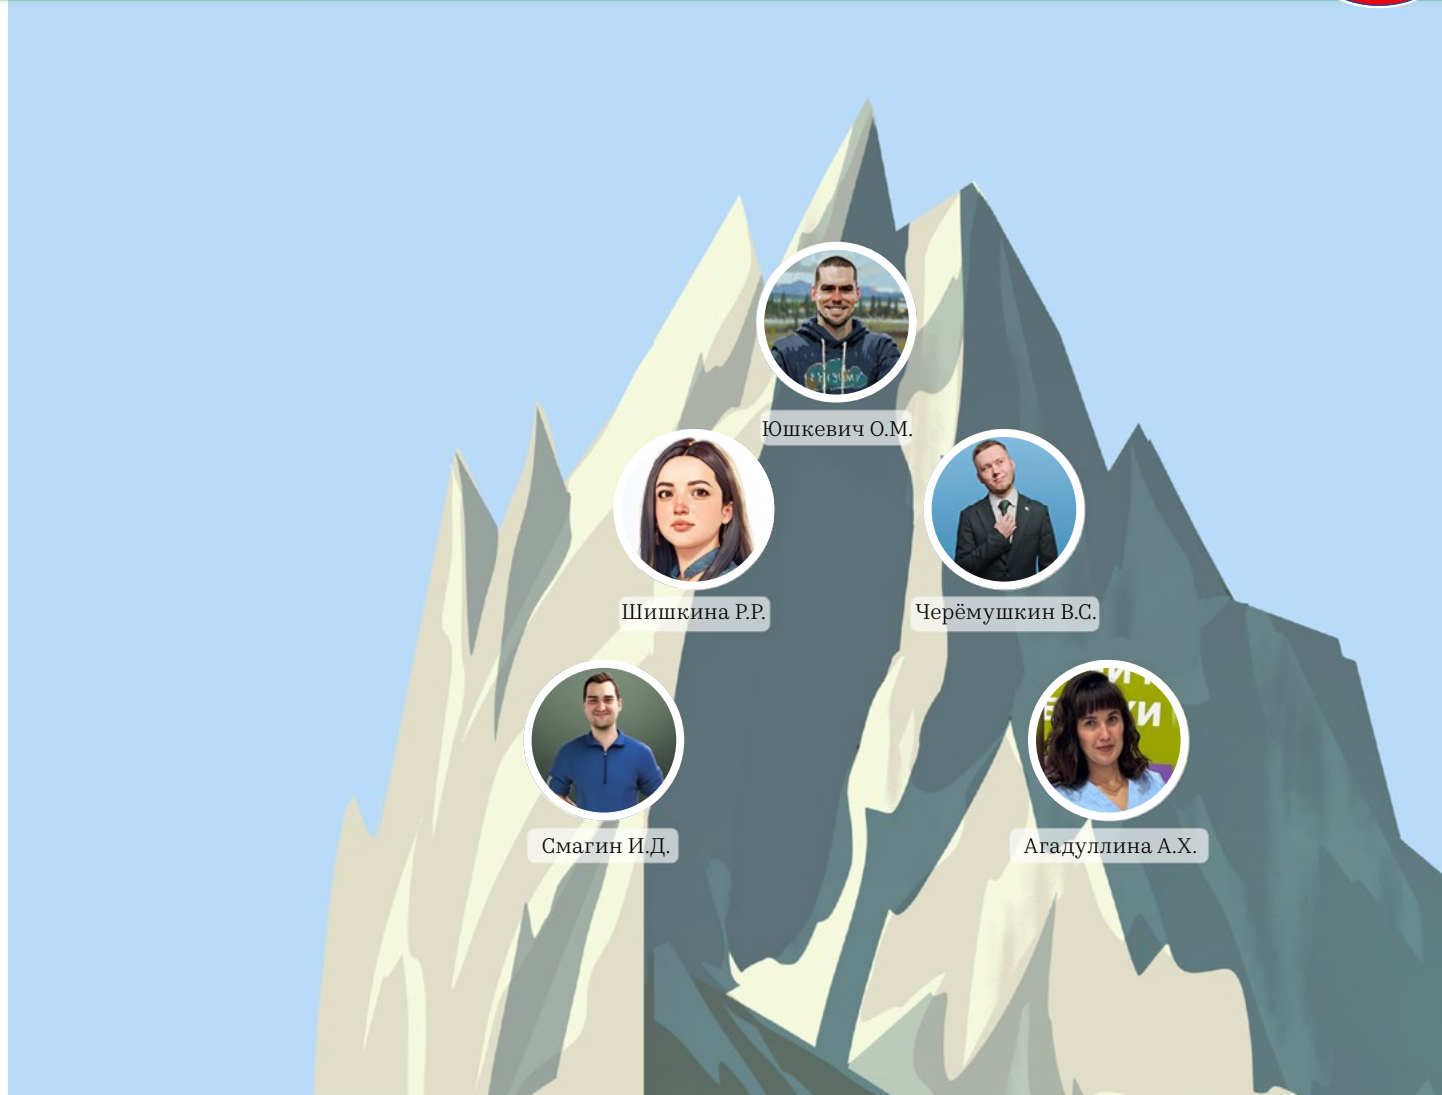 Юшкевич О.М.
Шишкина Р.Р.
Черёмушкин В.С.
Смагин И.Д.
Агадуллина А.Х.